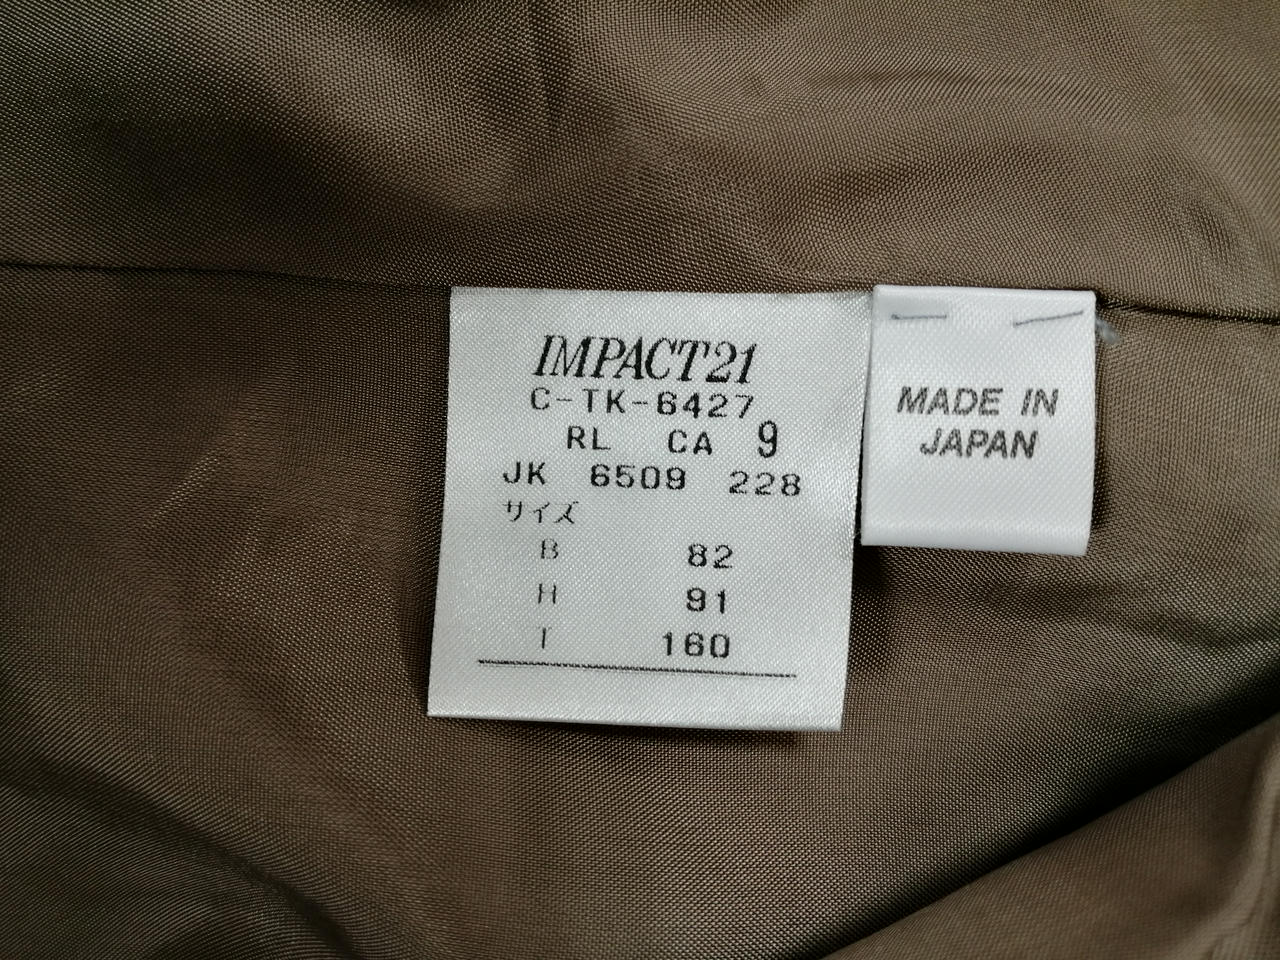 IMPACT21
C-TK-6427
RL CA 9
JK 6509 228
サイズ
B 82
H 91
T 160
MADE IN
JAPAN